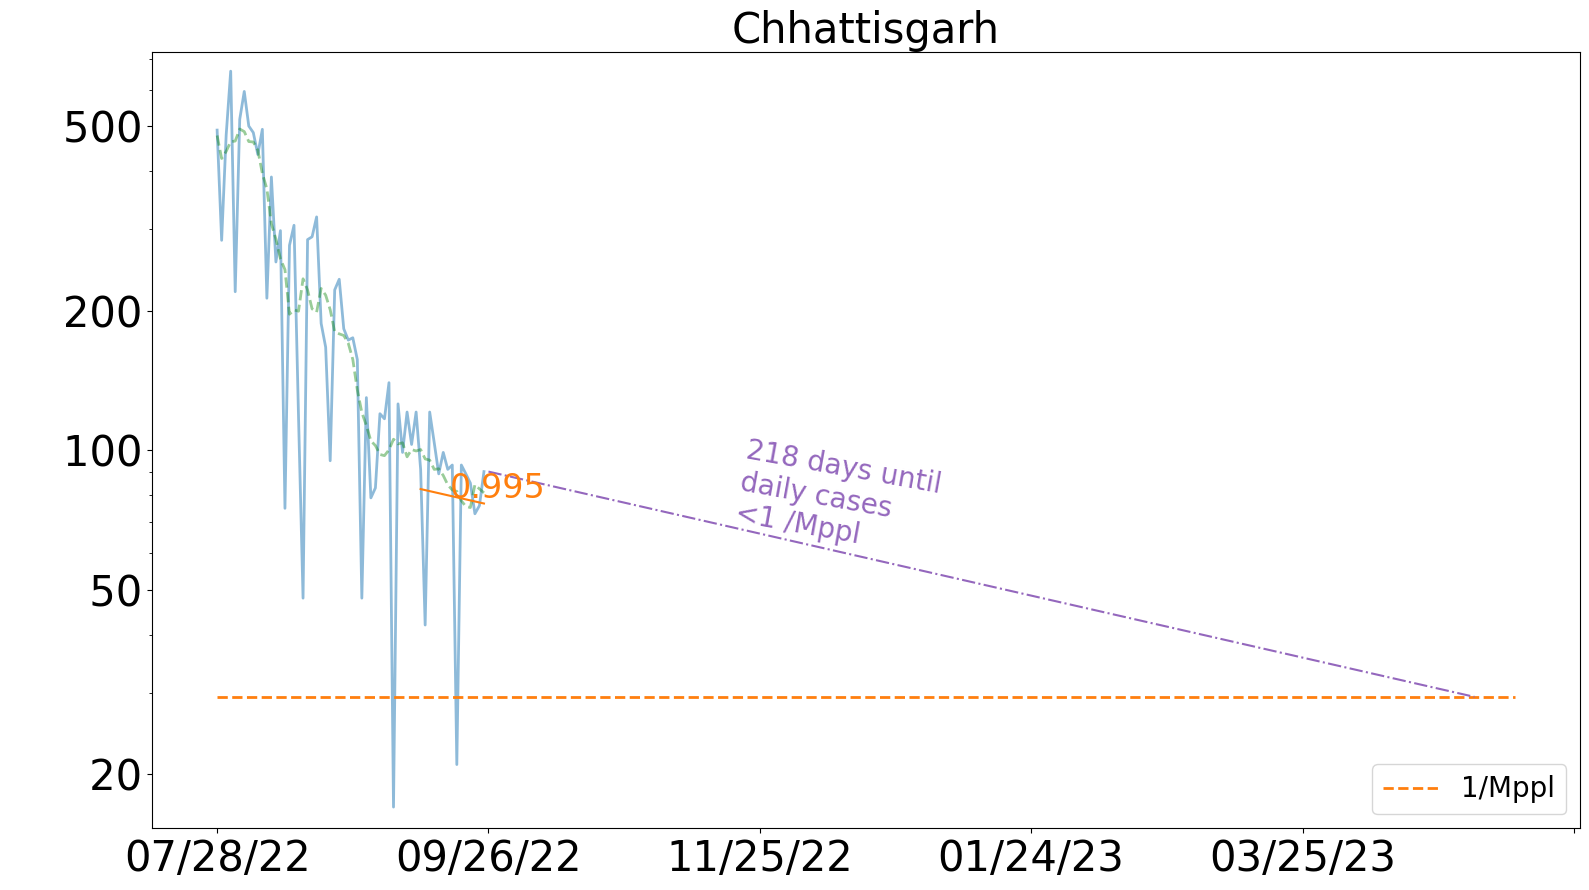 Chhattisgarh
500
200
100
50
20
0.995
218 days until
daily cases
<1 /Mppl
1/Mppl
07/28/22
09/26/22
11/25/22
01/24/23
03/25/23